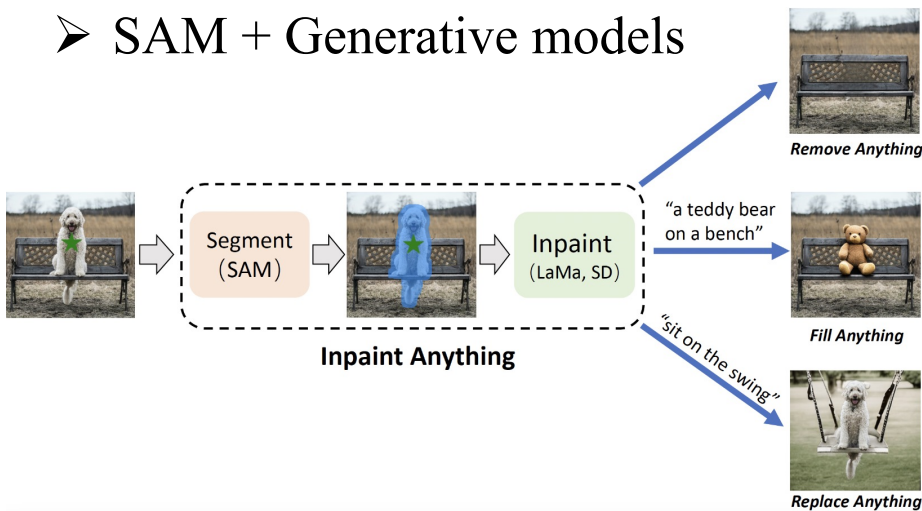 ➢ SAM + Generative models
Remove Anything
Segment
(SAM)
Inpaint
(LaMa, SD)
“a teddy bear
on a bench”
Fill Anything
Inpaint Anything
“sit on the swing”
Replace Anything